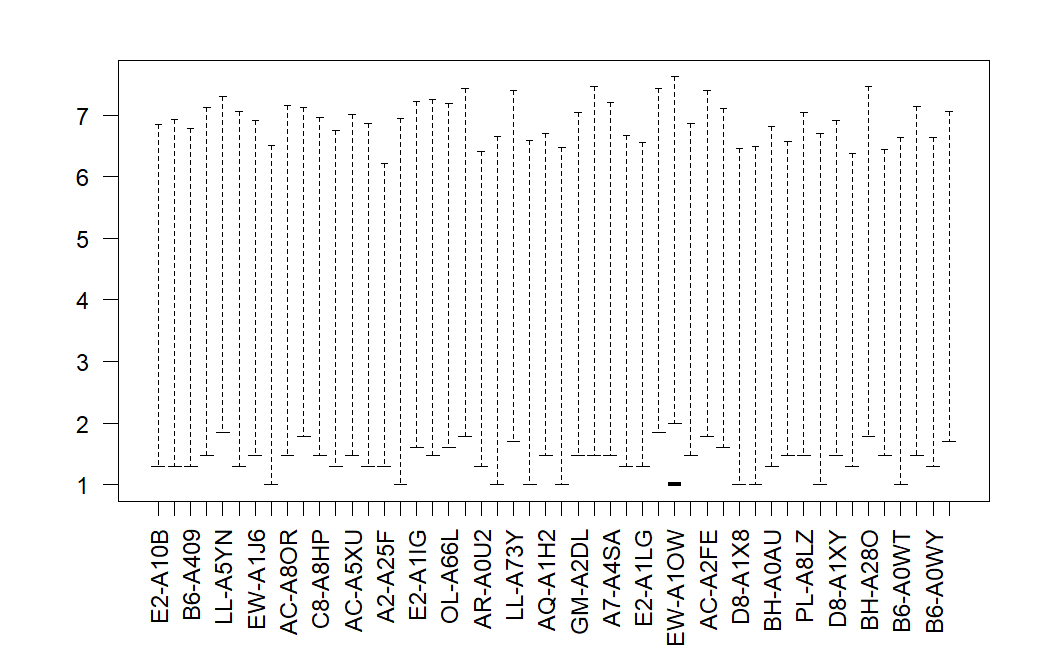 7
6
5
4
3
2
1
E2-A10B
B6-A409
LL-A5YN
EW-A1J6
AC-A8OR
C8-A8HP
AC-A5XU
A2-A25F
E2-A1IG
OL-A66L
AR-A0U2
LL-A73Y
AQ-A1H2
GM-A2DL
A7-A4SA
E2-A1LG
EW-A1OW
AC-A2FE
D8-A1X8
BH-A0AU
PL-A8LZ
D8-A1XY
BH-A28O
B6-A0WT
B6-A0WY